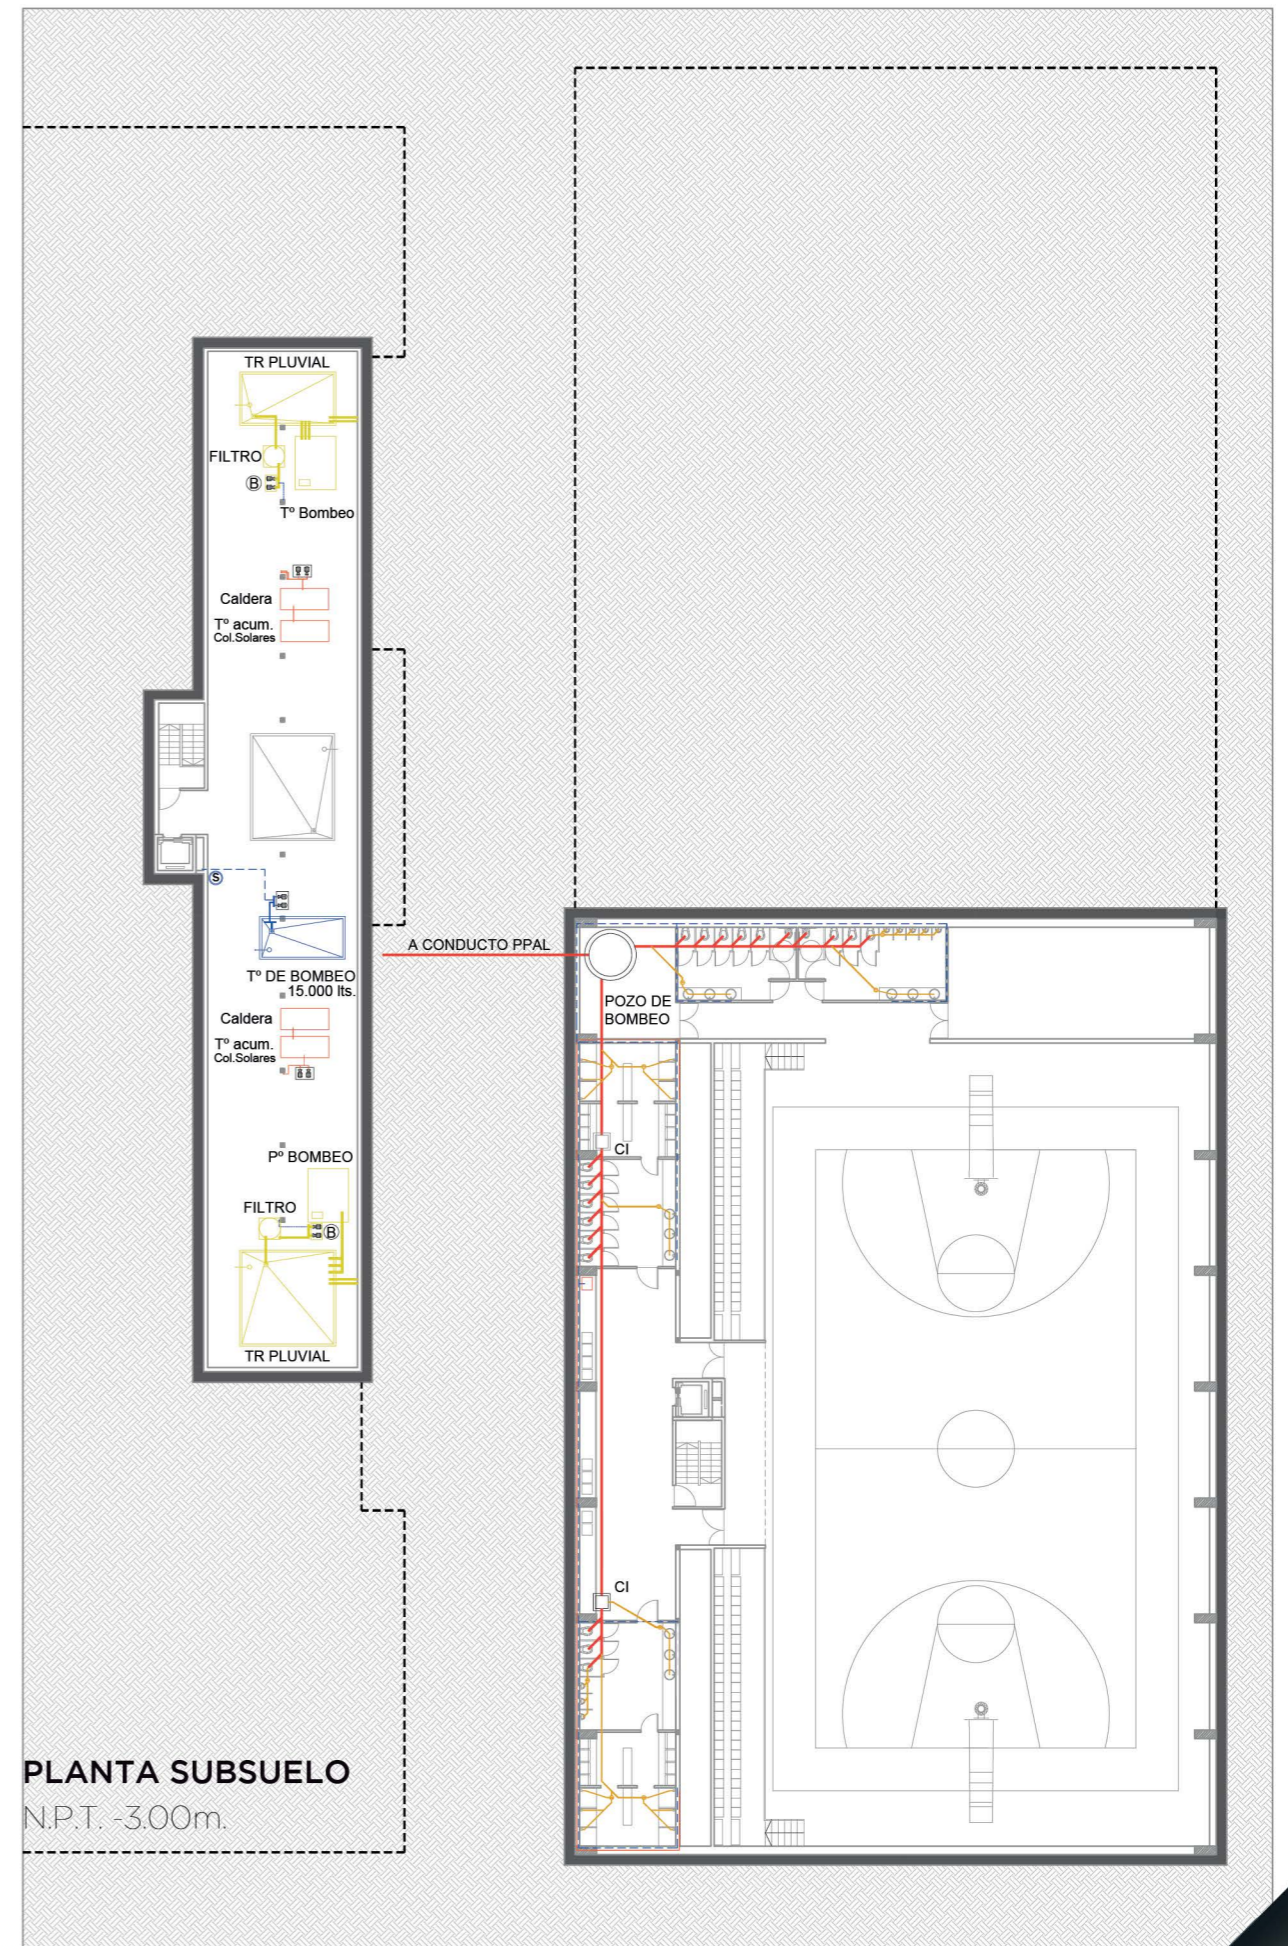 TR PLUVIAL
FILTRO
B
Tº Bombeo
Caldera
Tº acum.
Col.Solares
S
Tº DE BOMBEO
15.000 lts.
Caldera
Tº acum.
Col.Solares
Pº BOMBEO
FILTRO
B
TR PLUVIAL
A CONDUCTO PPAL
POZO DE
BOMBEO
CI
CI
PLANTA SUBSUELO
N.P.T. -3.00m.